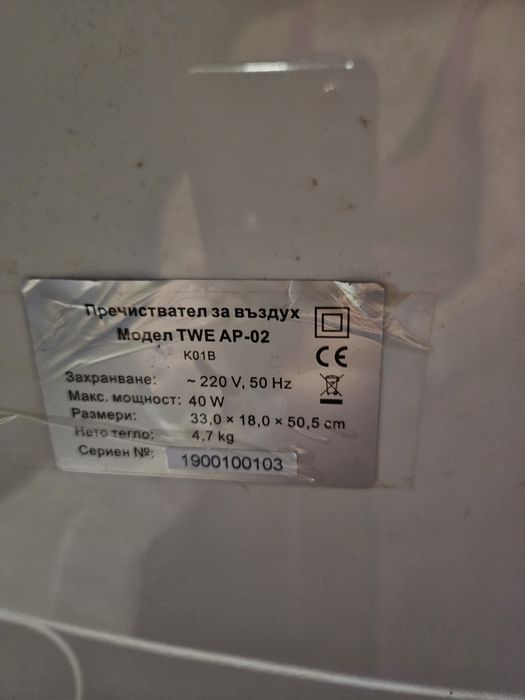 Пречиствател за въздух
Модел TWE AP-02
K01B
CE
Захранване: ~ 220 V, 50 Hz
Макс. мощност: 40 W
Размери: 33,0 × 18,0 × 50,5 cm
Нето тегло: 4,7 kg
Сериен №: 1900100103